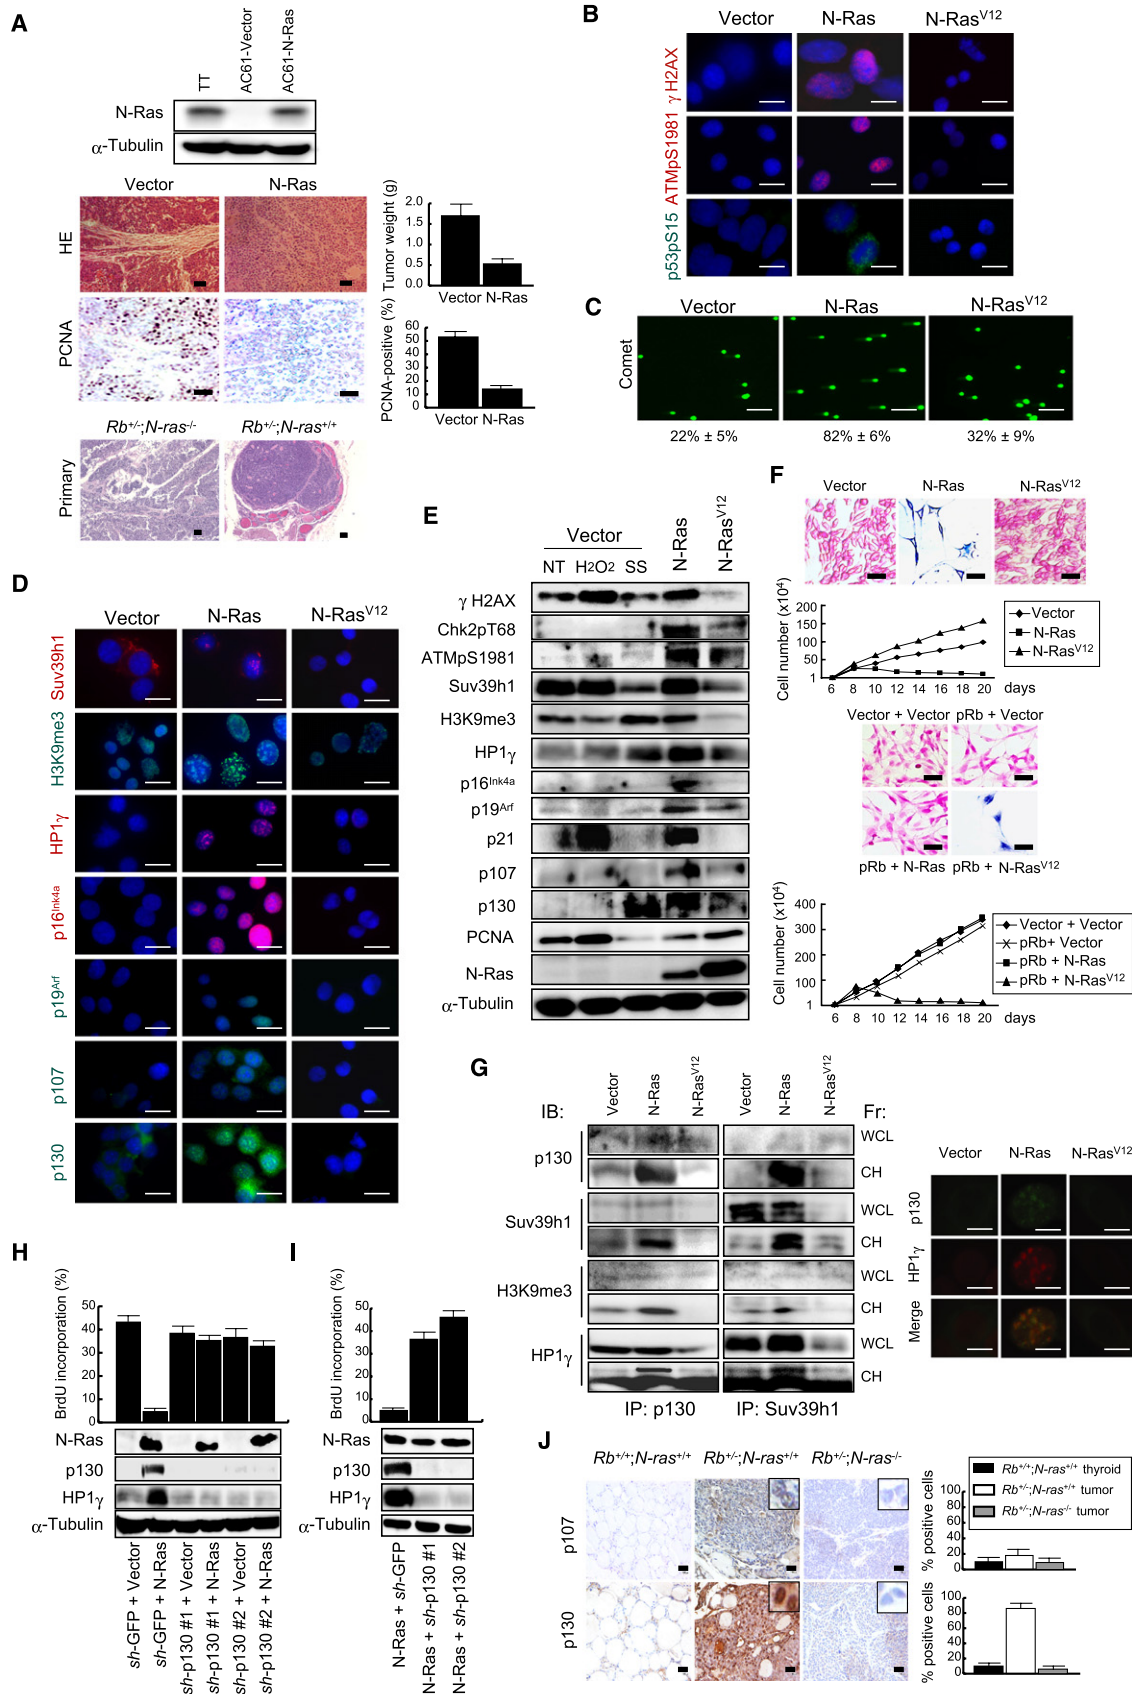 A
TT
AC61-Vector
AC61-N-Ras
N-Ras
α-Tubulin
Vector
N-Ras
HE
PCNA
Tumor weight (g)
2.0
1.5
1.0
0.5
0.0
Vector N-Ras
PCNA-positive (%)
60
50
40
30
20
10
0
Vector N-Ras
Rb+/-;N-ras-/-
Rb+/-;N-ras+/+
Primary
B
Vector
N-Ras
N-RasV12
γH2AX
ATMpS1981
p53pS15
C
Vector
N-Ras
N-RasV12
Comet
22% ± 5%
82% ± 6%
32% ± 9%
D
Vector
N-Ras
N-RasV12
Suv39h1
H3K9me3
HP1γ
p16Ink4a
p19Arf
p107
p130
E
Vector
NT
H2O2
SS
N-Ras
N-RasV12
γH2AX
Chk2pT68
ATMpS1981
Suv39h1
H3K9me3
HP1γ
p16Ink4a
p19Arf
p21
p107
p130
PCNA
N-Ras
α-Tubulin
F
Vector
N-Ras
N-RasV12
Cell number (x10⁴)
200
150
100
50
1
6 8 10 12 14 16 18 20 days
Vector
N-Ras
N-RasV12
Vector + Vector
pRb + Vector
pRb + N-Ras
pRb + N-RasV12
Cell number (x10⁴)
400
300
200
100
1
6 8 10 12 14 16 18 20 days
Vector + Vector
pRb+ Vector
pRb + N-Ras
pRb + N-RasV12
G
IB:
Vector
N-Ras
N-RasV12
Vector
N-Ras
N-RasV12
Fr:
p130
WCL
CH
Suv39h1
WCL
CH
H3K9me3
WCL
CH
HP1γ
WCL
CH
IP: p130
IP: Suv39h1
Vector
N-Ras
N-RasV12
p130
HP1γ
Merge
H
BrdU incorporation (%)
50
40
30
20
10
0
N-Ras
p130
HP1γ
α-Tubulin
sh-GFP + Vector
sh-GFP + N-Ras
sh-p130 #1 + Vector
sh-p130 #1 + N-Ras
sh-p130 #2 + Vector
sh-p130 #2 + N-Ras
I
BrdU incorporation (%)
50
40
30
20
10
0
N-Ras
p130
HP1γ
α-Tubulin
N-Ras + sh-GFP
N-Ras + sh-p130 #1
N-Ras + sh-p130 #2
J
Rb+/+;N-ras+/+
Rb+/-;N-ras+/+
Rb+/-;N-ras-/-
p107
p130
Rb+/+;N-ras+/+ thyroid
Rb+/-;N-ras+/+ tumor
Rb+/-;N-ras-/- tumor
% positive cells
100
80
60
40
20
0
% positive cells
100
80
60
40
20
0